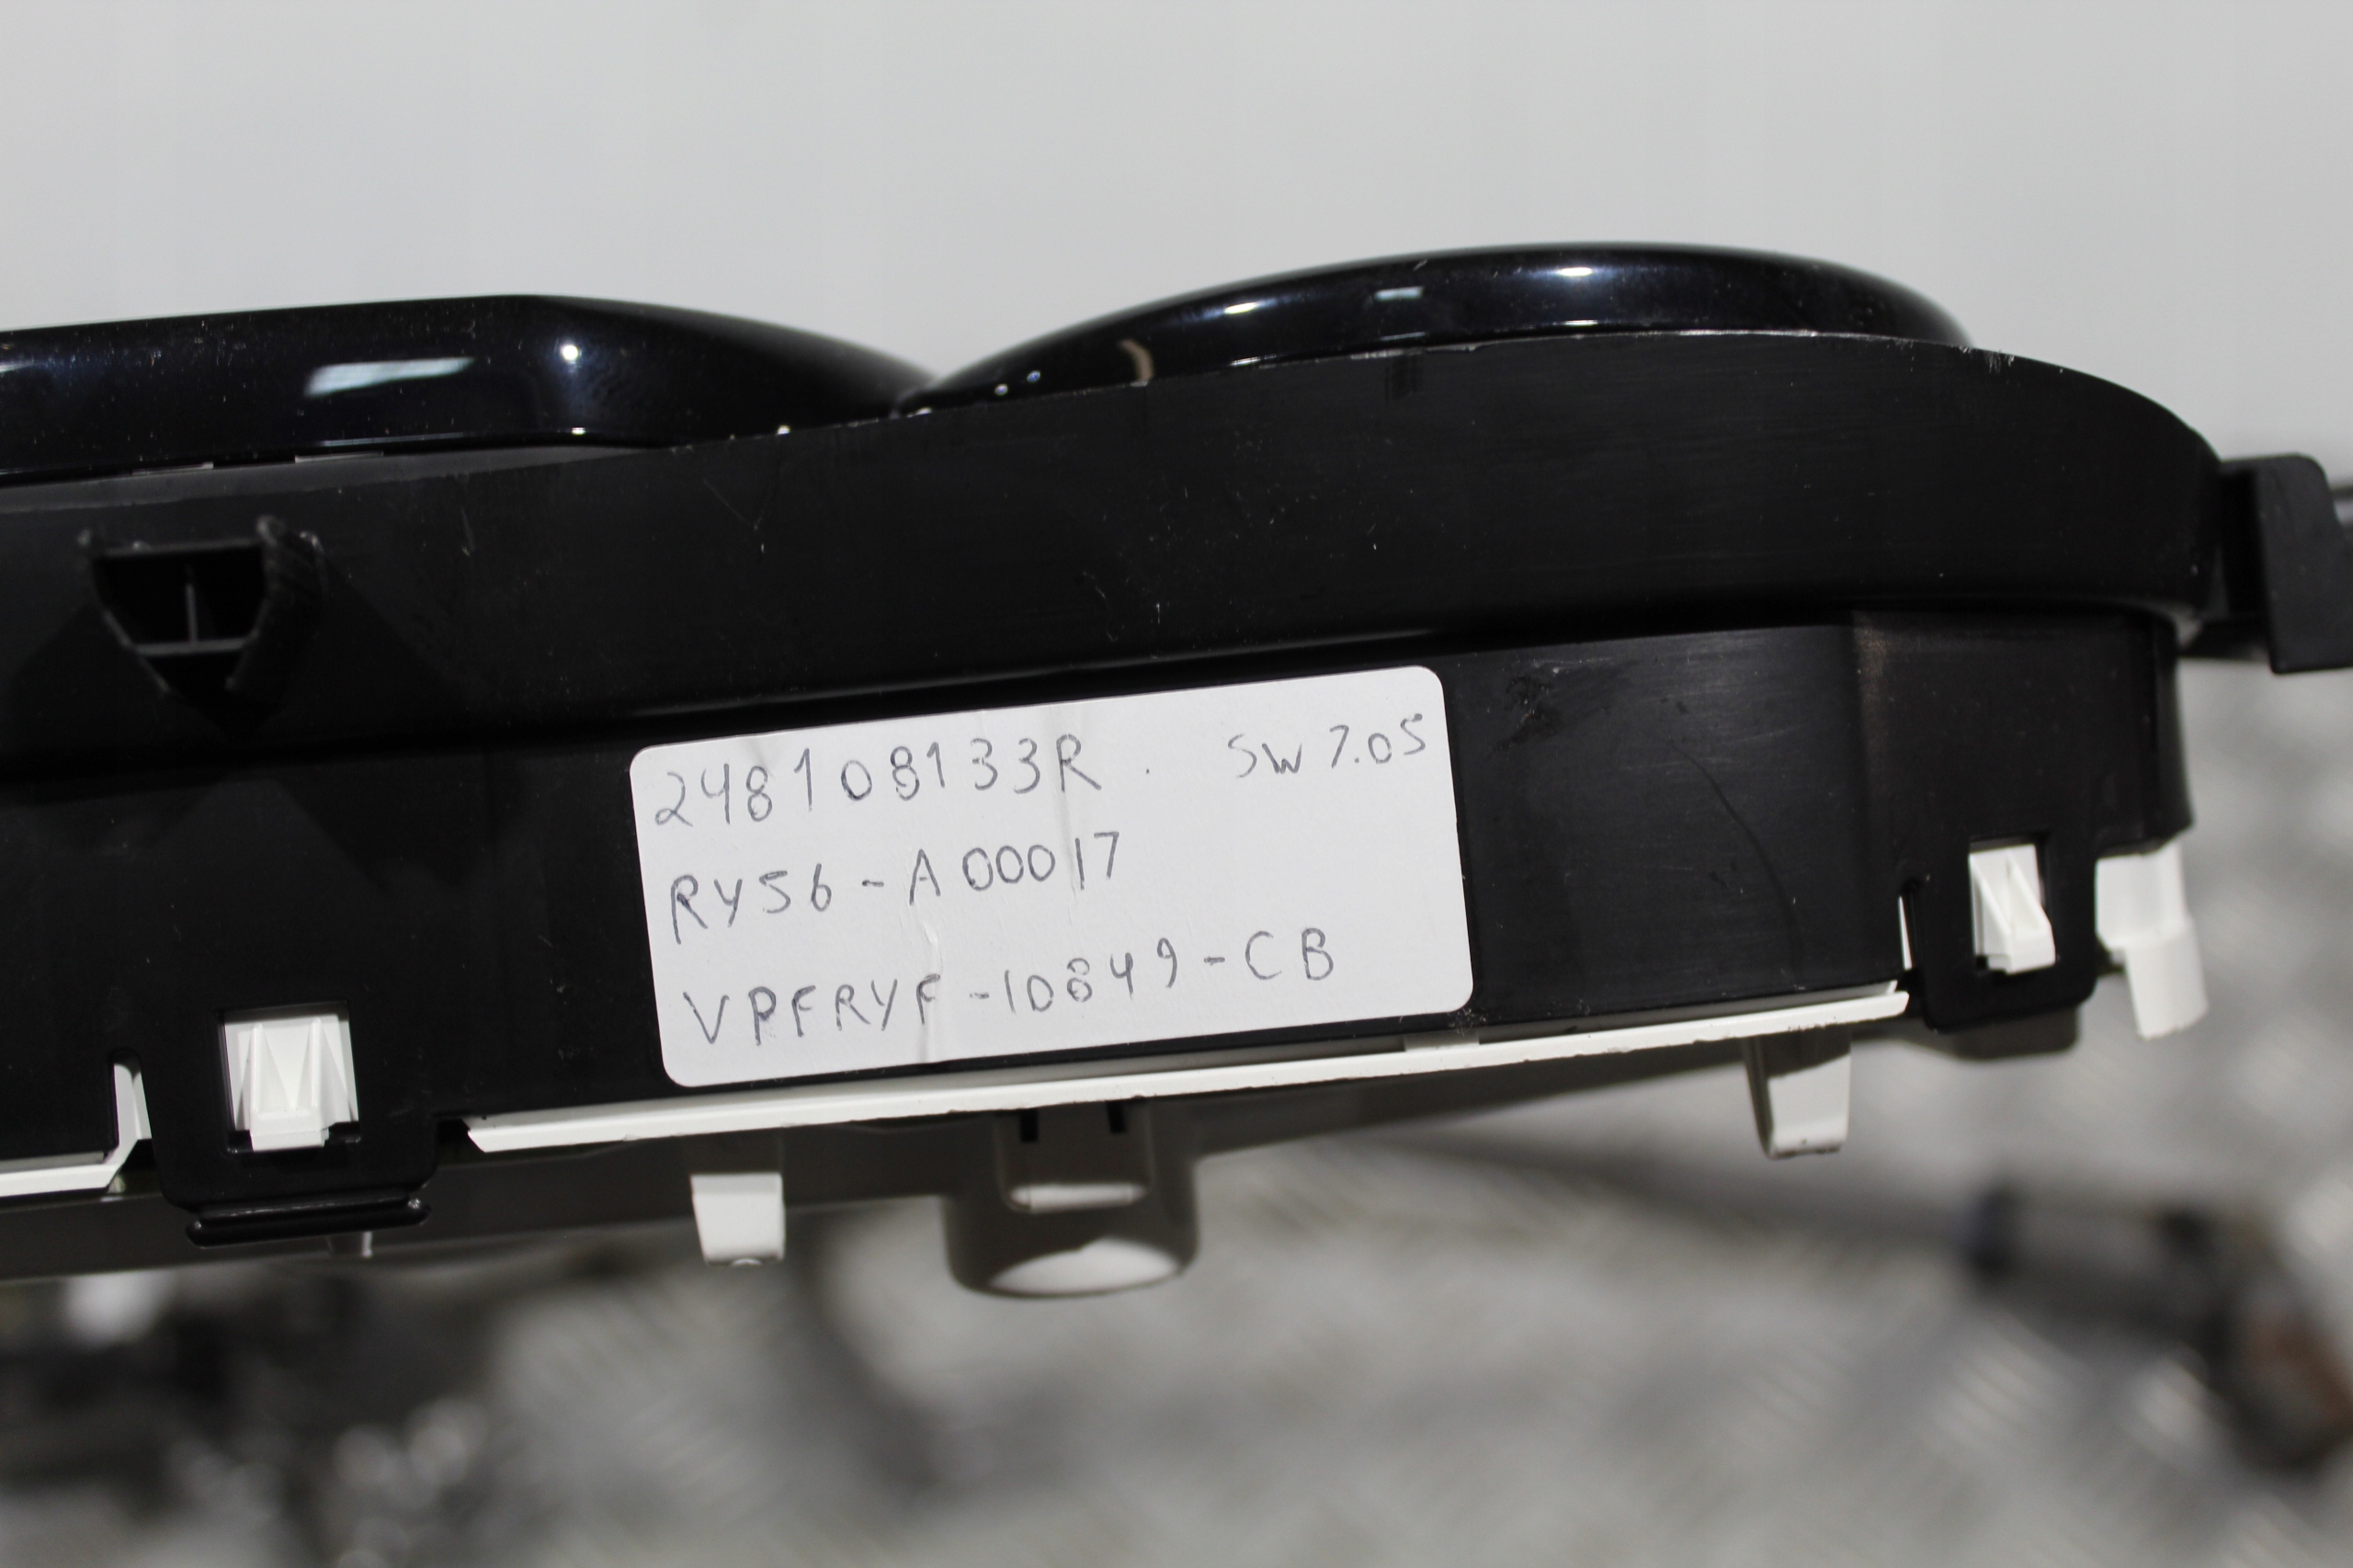 248108133R. SW 7.05
RY56-A00017
VPFRYF-10849-CB